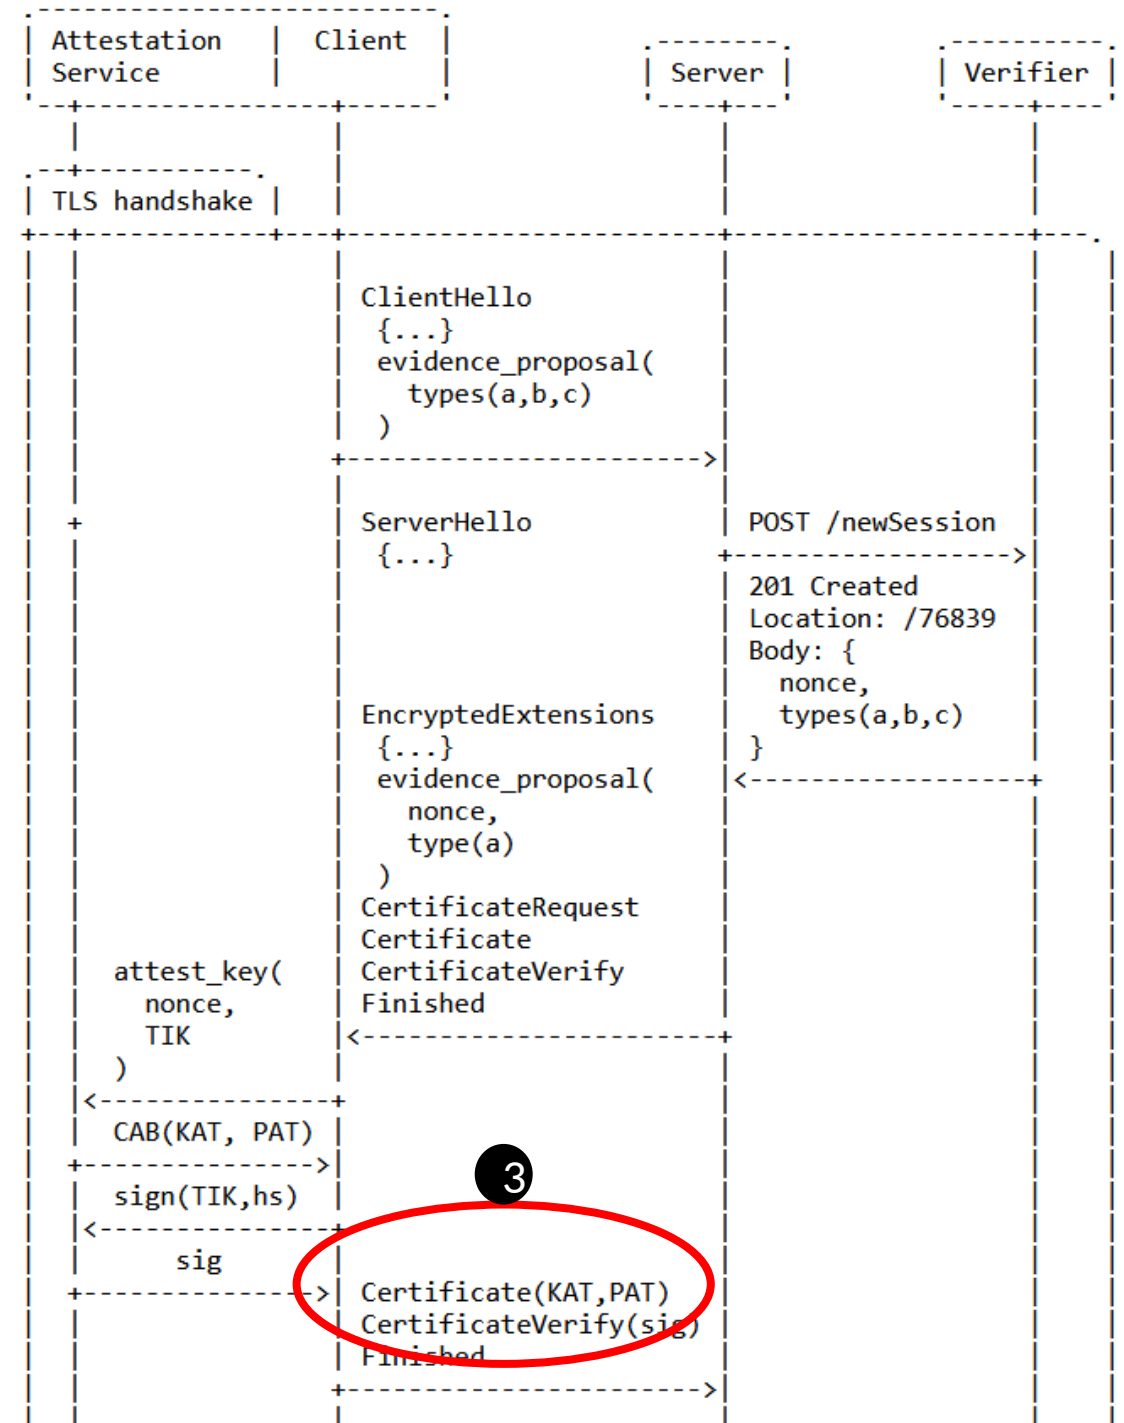 Attestation | Client
Service
Server
Verifier
TLS handshake
ClientHello
{...}
evidence_proposal(
types(a,b,c)
)
ServerHello
{...}
POST /newSession
201 Created
Location: /76839
Body: {
nonce,
types(a,b,c)
}
EncryptedExtensions
{...}
evidence_proposal(
nonce,
type(a)
)
CertificateRequest
Certificate
CertificateVerify
Finished
attest_key(
nonce,
TIK
)
CAB(KAT, PAT)
sign(TIK,hs)
sig
3
Certificate(KAT,PAT)
CertificateVerify(sig)
Finished